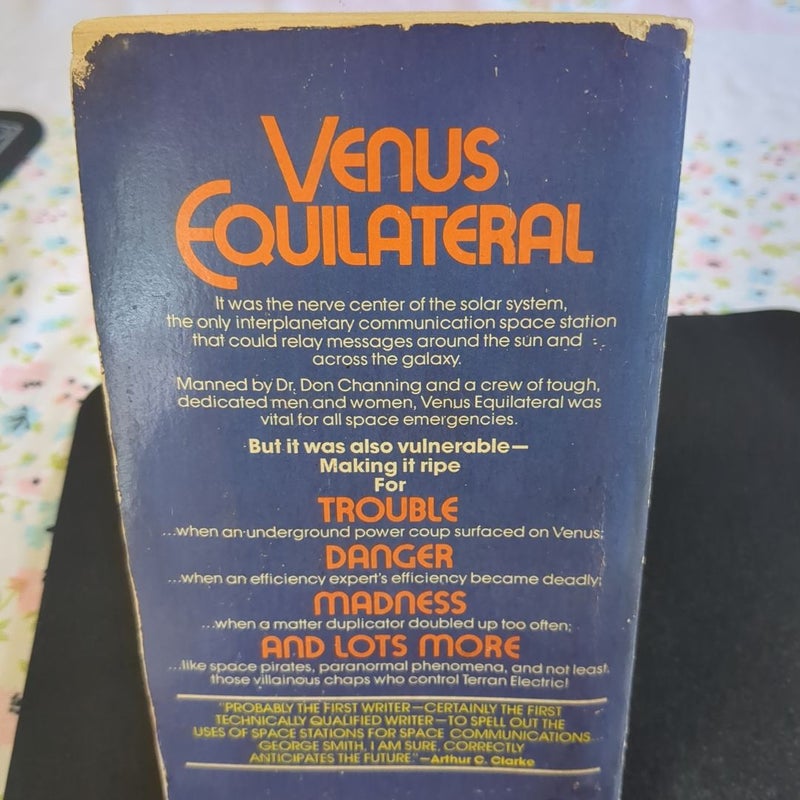 VENUS
EQUILATERAL
It was the nerve center of the solar system,
the only interplanetary communication space station
that could relay messages around the sun and
across the galaxy.
Manned by Dr. Don Channing and a crew of tough,
dedicated men and women, Venus Equilateral was
vital for all space emergencies.
But it was also vulnerable—
Making it ripe
For
TROUBLE
...when an underground power coup surfaced on Venus;
DANGER
...when an efficiency expert's efficiency became deadly;
MADNESS
...when a matter duplicator doubled up too often;
AND LOTS MORE
...like space pirates, paranormal phenomena, and not least,
those villainous chaps who control Terran Electric!
"PROBABLY THE FIRST WRITER—CERTAINLY THE FIRST
TECHNICALLY QUALIFIED WRITER—TO SPELL OUT THE
USES OF SPACE STATIONS FOR SPACE COMMUNICATIONS...
GEORGE SMITH, I AM SURE, CORRECTLY
ANTICIPATES THE FUTURE." —Arthur C. Clarke